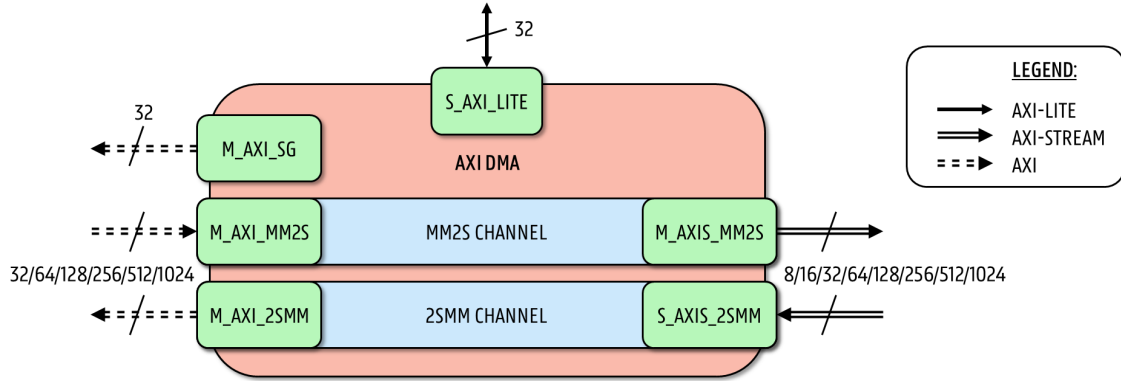 32
S_AXI_LITE
LEGEND:
AXI-LITE
AXI-STREAM
AXI
32
M_AXI_SG
AXI DMA
M_AXI_MM2S
MM2S CHANNEL
M_AXIS_MM2S
32/64/128/256/512/1024
8/16/32/64/128/256/512/1024
M_AXI_2SMM
2SMM CHANNEL
S_AXIS_2SMM